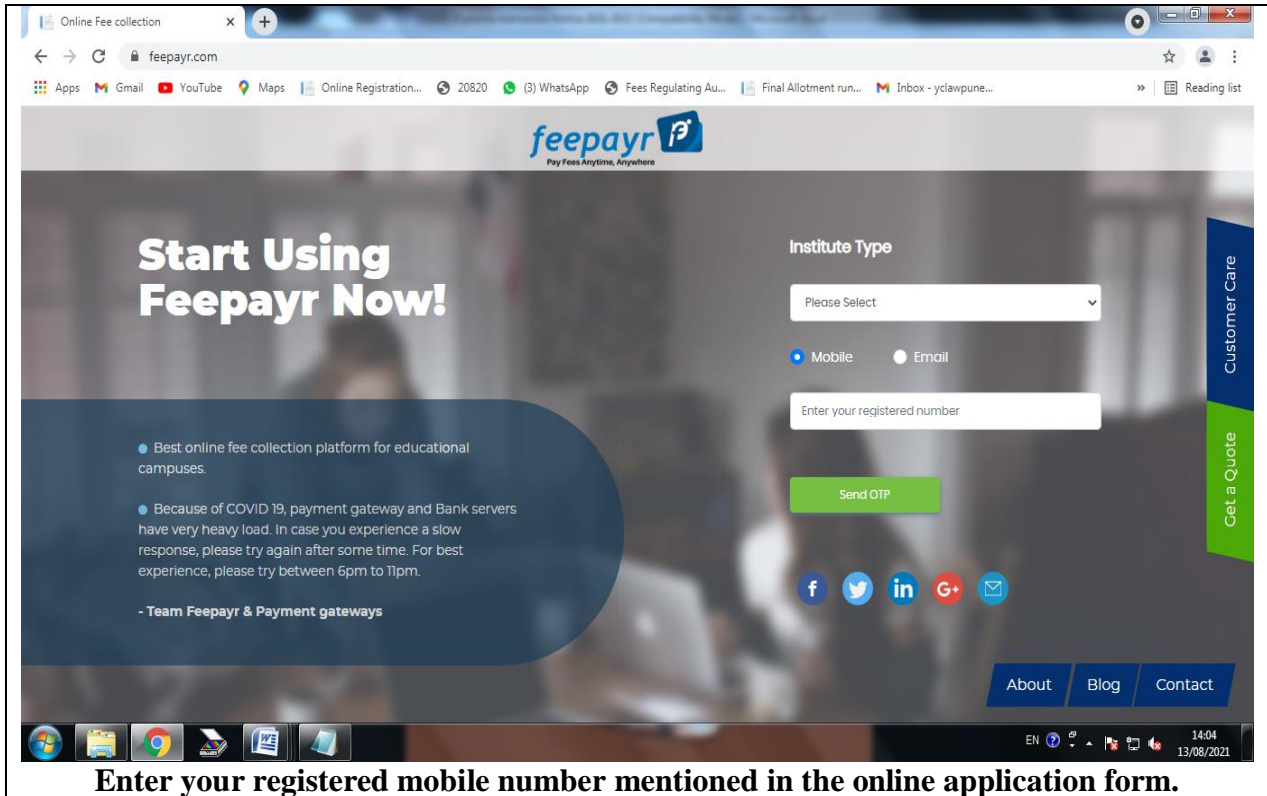 Online Fee collection
feepayr.com
Apps Gmail YouTube Maps Online Registration... 20820 (3) WhatsApp Fees Regulating Au... Final Allotment run... Inbox - yclawpune... » Reading list
feepayr
Pay Fees Anytime, Anywhere
Start Using
Feepayr Now!
Best online fee collection platform for educational
campuses.
Because of COVID 19, payment gateway and Bank servers
have very heavy load. In case you experience a slow
response, please try again after some time. For best
experience, please try between 6pm to 11pm.
- Team Feepayr & Payment gateways
Institute Type
Please Select
Mobile Email
Enter your registered number
Send OTP
f in G+
Customer Care
Get a Quote
About Blog Contact
EN 14:04
13/08/2021
Enter your registered mobile number mentioned in the online application form.